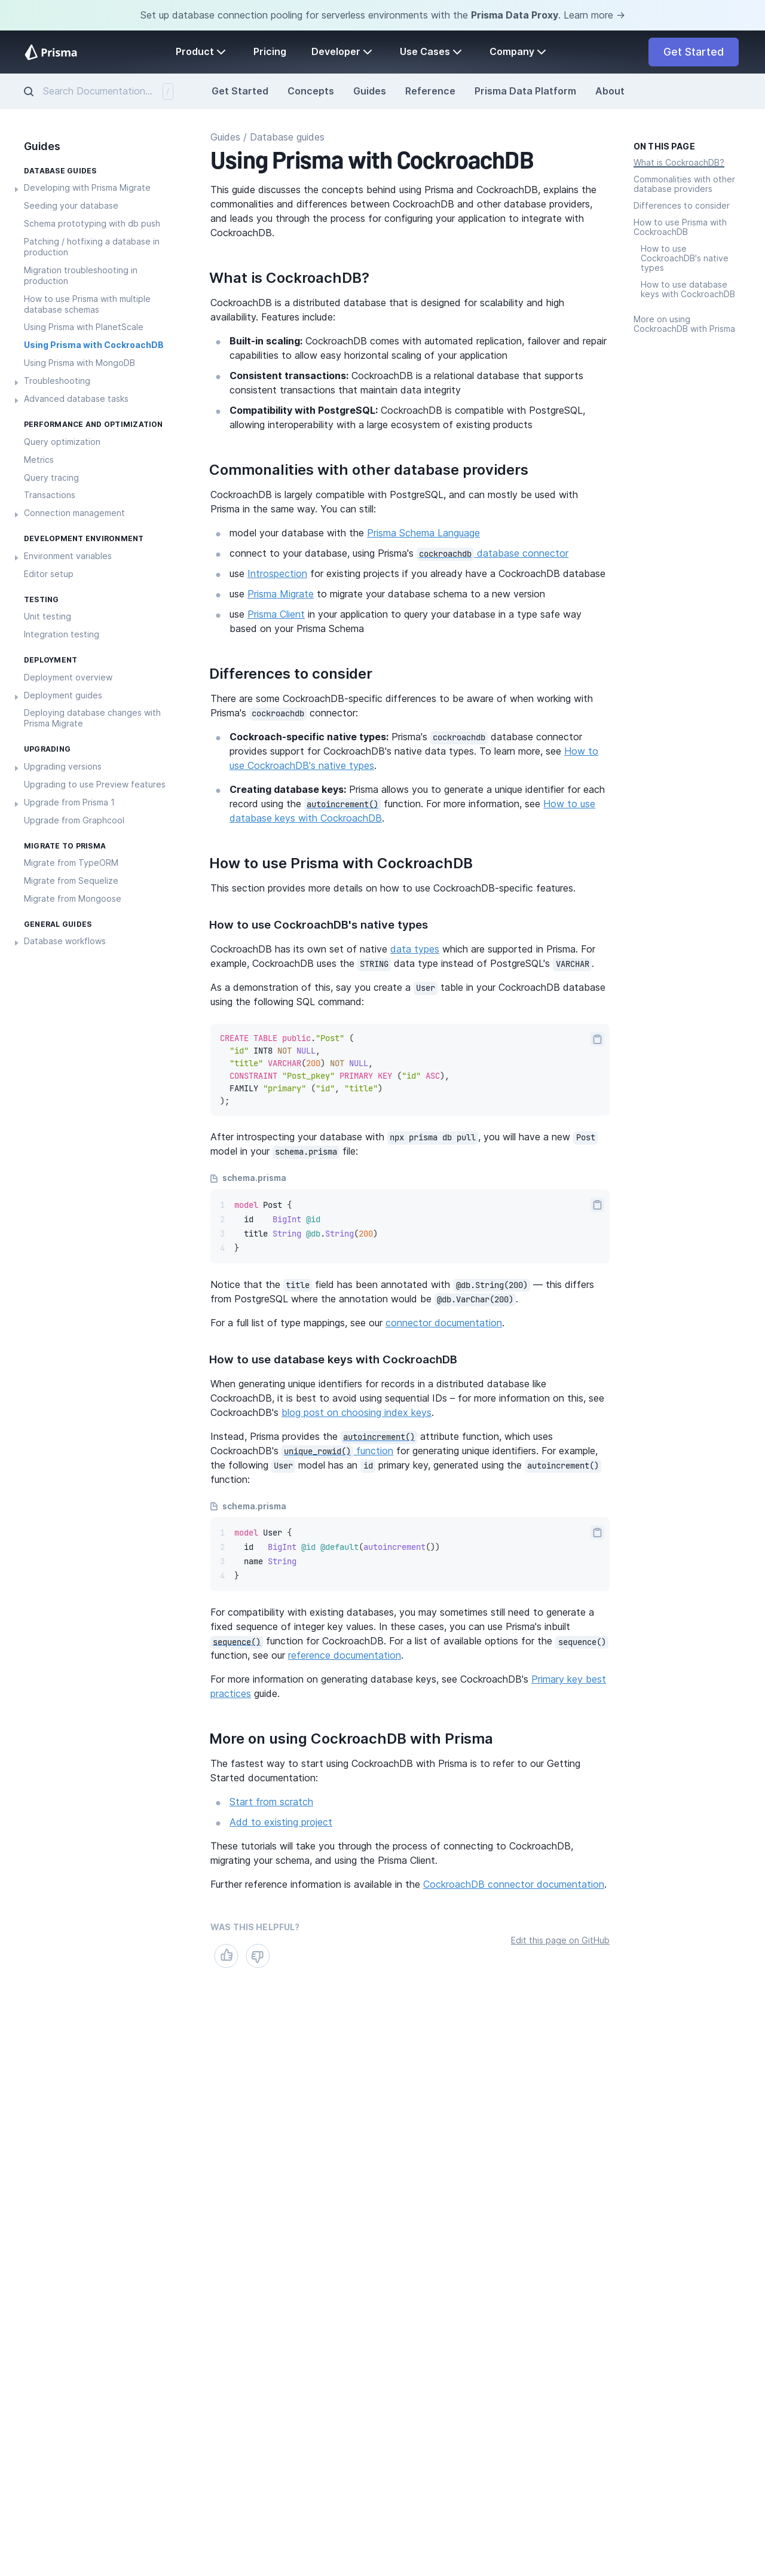 Set up database connection pooling for serverless environments with the Prisma Data Proxy. Learn more →
Prisma
Product
Pricing
Developer
Use Cases
Company
Get Started
Search Documentation...
/
Get Started
Concepts
Guides
Reference
Prisma Data Platform
About
Guides
DATABASE GUIDES
Developing with Prisma Migrate
Seeding your database
Schema prototyping with db push
Patching / hotfixing a database in
production
Migration troubleshooting in
production
How to use Prisma with multiple
database schemas
Using Prisma with PlanetScale
Using Prisma with CockroachDB
Using Prisma with MongoDB
Troubleshooting
Advanced database tasks
PERFORMANCE AND OPTIMIZATION
Query optimization
Metrics
Query tracing
Transactions
Connection management
DEVELOPMENT ENVIRONMENT
Environment variables
Editor setup
TESTING
Unit testing
Integration testing
DEPLOYMENT
Deployment overview
Deployment guides
Deploying database changes with
Prisma Migrate
UPGRADING
Upgrading versions
Upgrading to use Preview features
Upgrade from Prisma 1
Upgrade from Graphcool
MIGRATE TO PRISMA
Migrate from TypeORM
Migrate from Sequelize
Migrate from Mongoose
GENERAL GUIDES
Database workflows
Guides / Database guides
Using Prisma with CockroachDB
This guide discusses the concepts behind using Prisma and CockroachDB, explains the
commonalities and differences between CockroachDB and other database providers,
and leads you through the process for configuring your application to integrate with
CockroachDB.
What is CockroachDB?
CockroachDB is a distributed database that is designed for scalability and high
availability. Features include:
Built-in scaling: CockroachDB comes with automated replication, failover and repair
capabilities to allow easy horizontal scaling of your application
Consistent transactions: CockroachDB is a relational database that supports
consistent transactions that maintain data integrity
Compatibility with PostgreSQL: CockroachDB is compatible with PostgreSQL,
allowing interoperability with a large ecosystem of existing products
Commonalities with other database providers
CockroachDB is largely compatible with PostgreSQL, and can mostly be used with
Prisma in the same way. You can still:
model your database with the Prisma Schema Language
connect to your database, using Prisma's cockroachdb database connector
use Introspection for existing projects if you already have a CockroachDB database
use Prisma Migrate to migrate your database schema to a new version
use Prisma Client in your application to query your database in a type safe way
based on your Prisma Schema
Differences to consider
There are some CockroachDB-specific differences to be aware of when working with
Prisma's cockroachdb connector:
Cockroach-specific native types: Prisma's cockroachdb database connector
provides support for CockroachDB's native data types. To learn more, see How to
use CockroachDB's native types.
Creating database keys: Prisma allows you to generate a unique identifier for each
record using the autoincrement() function. For more information, see How to use
database keys with CockroachDB.
How to use Prisma with CockroachDB
This section provides more details on how to use CockroachDB-specific features.
How to use CockroachDB's native types
CockroachDB has its own set of native data types which are supported in Prisma. For
example, CockroachDB uses the STRING data type instead of PostgreSQL's VARCHAR.
As a demonstration of this, say you create a User table in your CockroachDB database
using the following SQL command:
CREATE TABLE public."Post" (
"id" INT8 NOT NULL,
"title" VARCHAR(200) NOT NULL,
CONSTRAINT "Post_pkey" PRIMARY KEY ("id" ASC),
FAMILY "primary" ("id", "title")
);
After introspecting your database with npx prisma db pull, you will have a new Post
model in your schema.prisma file:
schema.prisma
1 model Post {
2 id BigInt @id
3 title String @db.String(200)
4 }
Notice that the title field has been annotated with @db.String(200) — this differs
from PostgreSQL where the annotation would be @db.VarChar(200).
For a full list of type mappings, see our connector documentation.
How to use database keys with CockroachDB
When generating unique identifiers for records in a distributed database like
CockroachDB, it is best to avoid using sequential IDs – for more information on this, see
CockroachDB's blog post on choosing index keys.
Instead, Prisma provides the autoincrement() attribute function, which uses
CockroachDB's unique_rowid() function for generating unique identifiers. For example,
the following User model has an id primary key, generated using the autoincrement()
function:
schema.prisma
1 model User {
2 id BigInt @id @default(autoincrement())
3 name String
4 }
For compatibility with existing databases, you may sometimes still need to generate a
fixed sequence of integer key values. In these cases, you can use Prisma's inbuilt
sequence() function for CockroachDB. For a list of available options for the sequence()
function, see our reference documentation.
For more information on generating database keys, see CockroachDB's Primary key best
practices guide.
More on using CockroachDB with Prisma
The fastest way to start using CockroachDB with Prisma is to refer to our Getting
Started documentation:
Start from scratch
Add to existing project
These tutorials will take you through the process of connecting to CockroachDB,
migrating your schema, and using the Prisma Client.
Further reference information is available in the CockroachDB connector documentation.
WAS THIS HELPFUL?
Edit this page on GitHub
ON THIS PAGE
What is CockroachDB?
Commonalities with other
database providers
Differences to consider
How to use Prisma with
CockroachDB
How to use
CockroachDB's native
types
How to use database
keys with CockroachDB
More on using
CockroachDB with Prisma